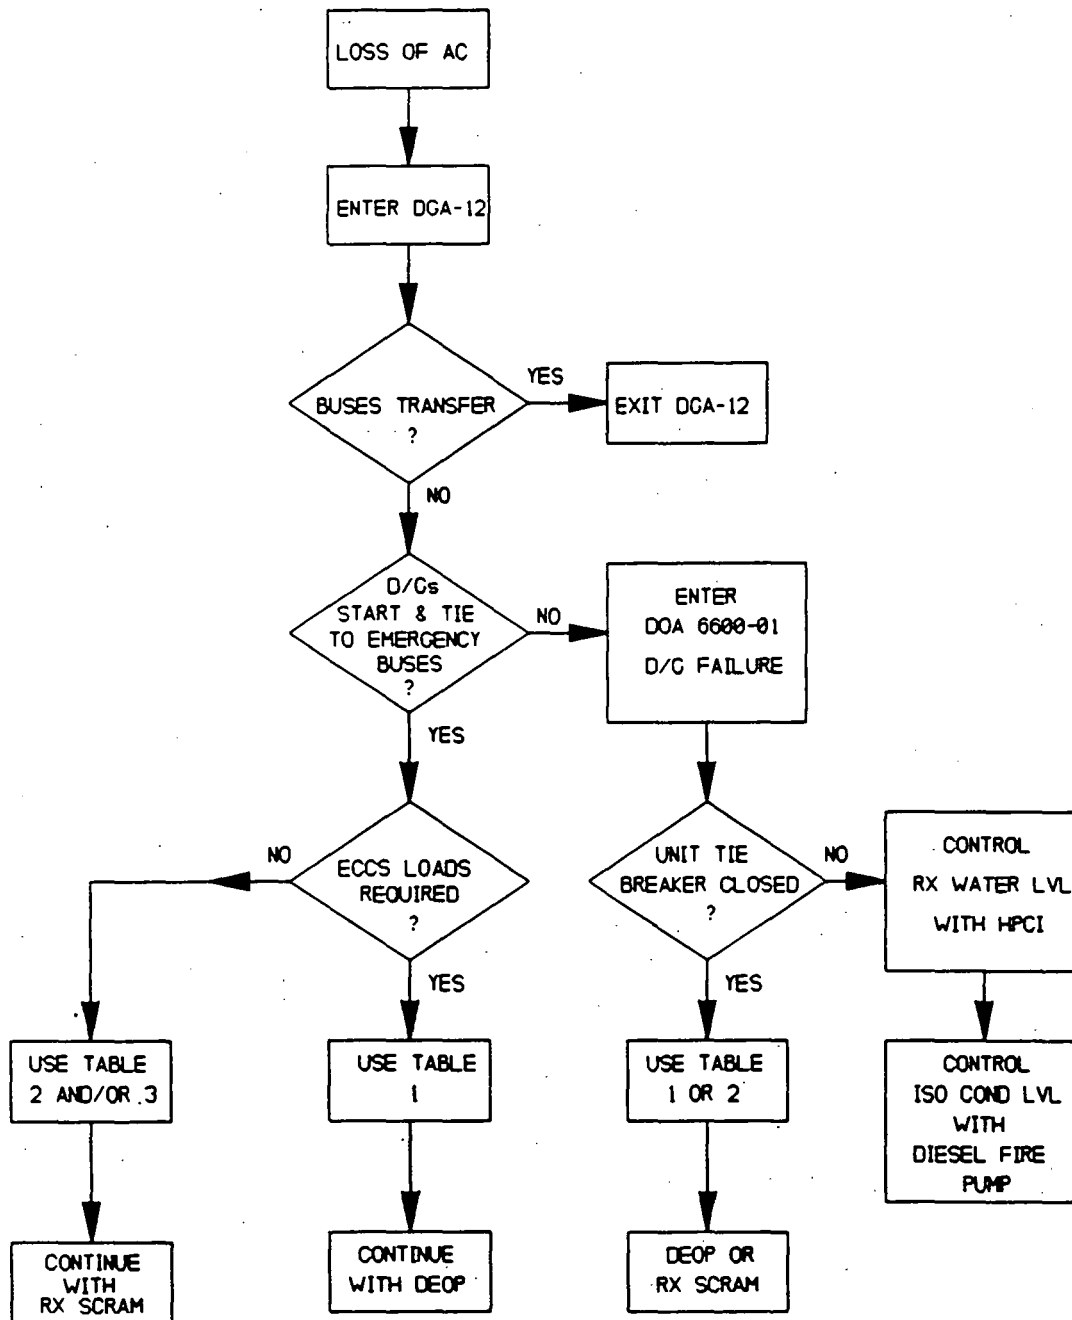 LOSS OF AC
ENTER DGA-12
BUSES TRANSFER
?
YES
EXIT DGA-12
NO
D/Gs
START & TIE
TO EMERGENCY
BUSES
?
NO
ENTER
DOA 6600-01
D/G FAILURE
YES
ECCS LOADS
REQUIRED
?
NO
YES
UNIT TIE
BREAKER CLOSED
?
NO
YES
CONTROL
RX WATER LVL
WITH HPCI
USE TABLE
2 AND/OR 3
USE TABLE
1
USE TABLE
1 OR 2
CONTROL
ISO COND LVL
WITH
DIESEL FIRE
PUMP
CONTINUE
WITH
RX SCRAM
CONTINUE
WITH DEOP
DEOP OR
RX SCRAM